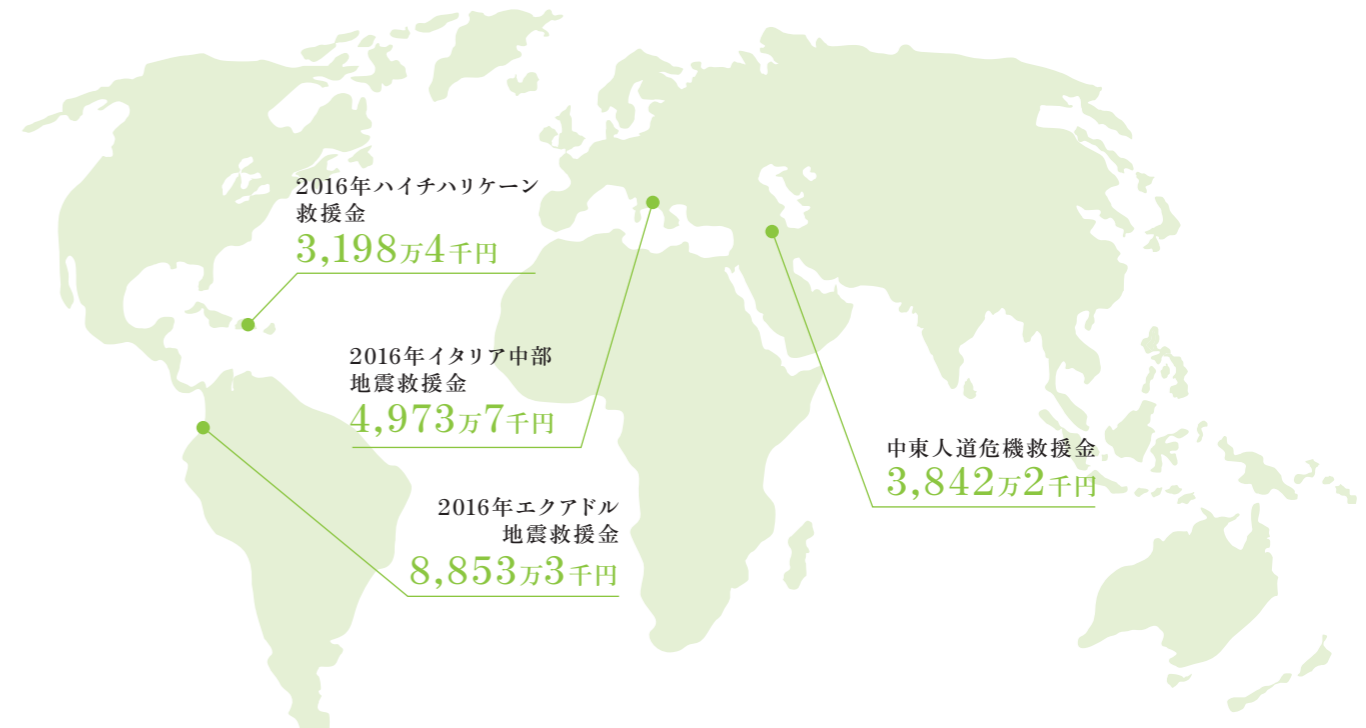 2016年ハイチハリケーン
救援金
3,198万4千円
2016年イタリア中部
地震救援金
4,973万7千円
中東人道危機救援金
3,842万2千円
2016年エクアドル
地震救援金
8,853万3千円